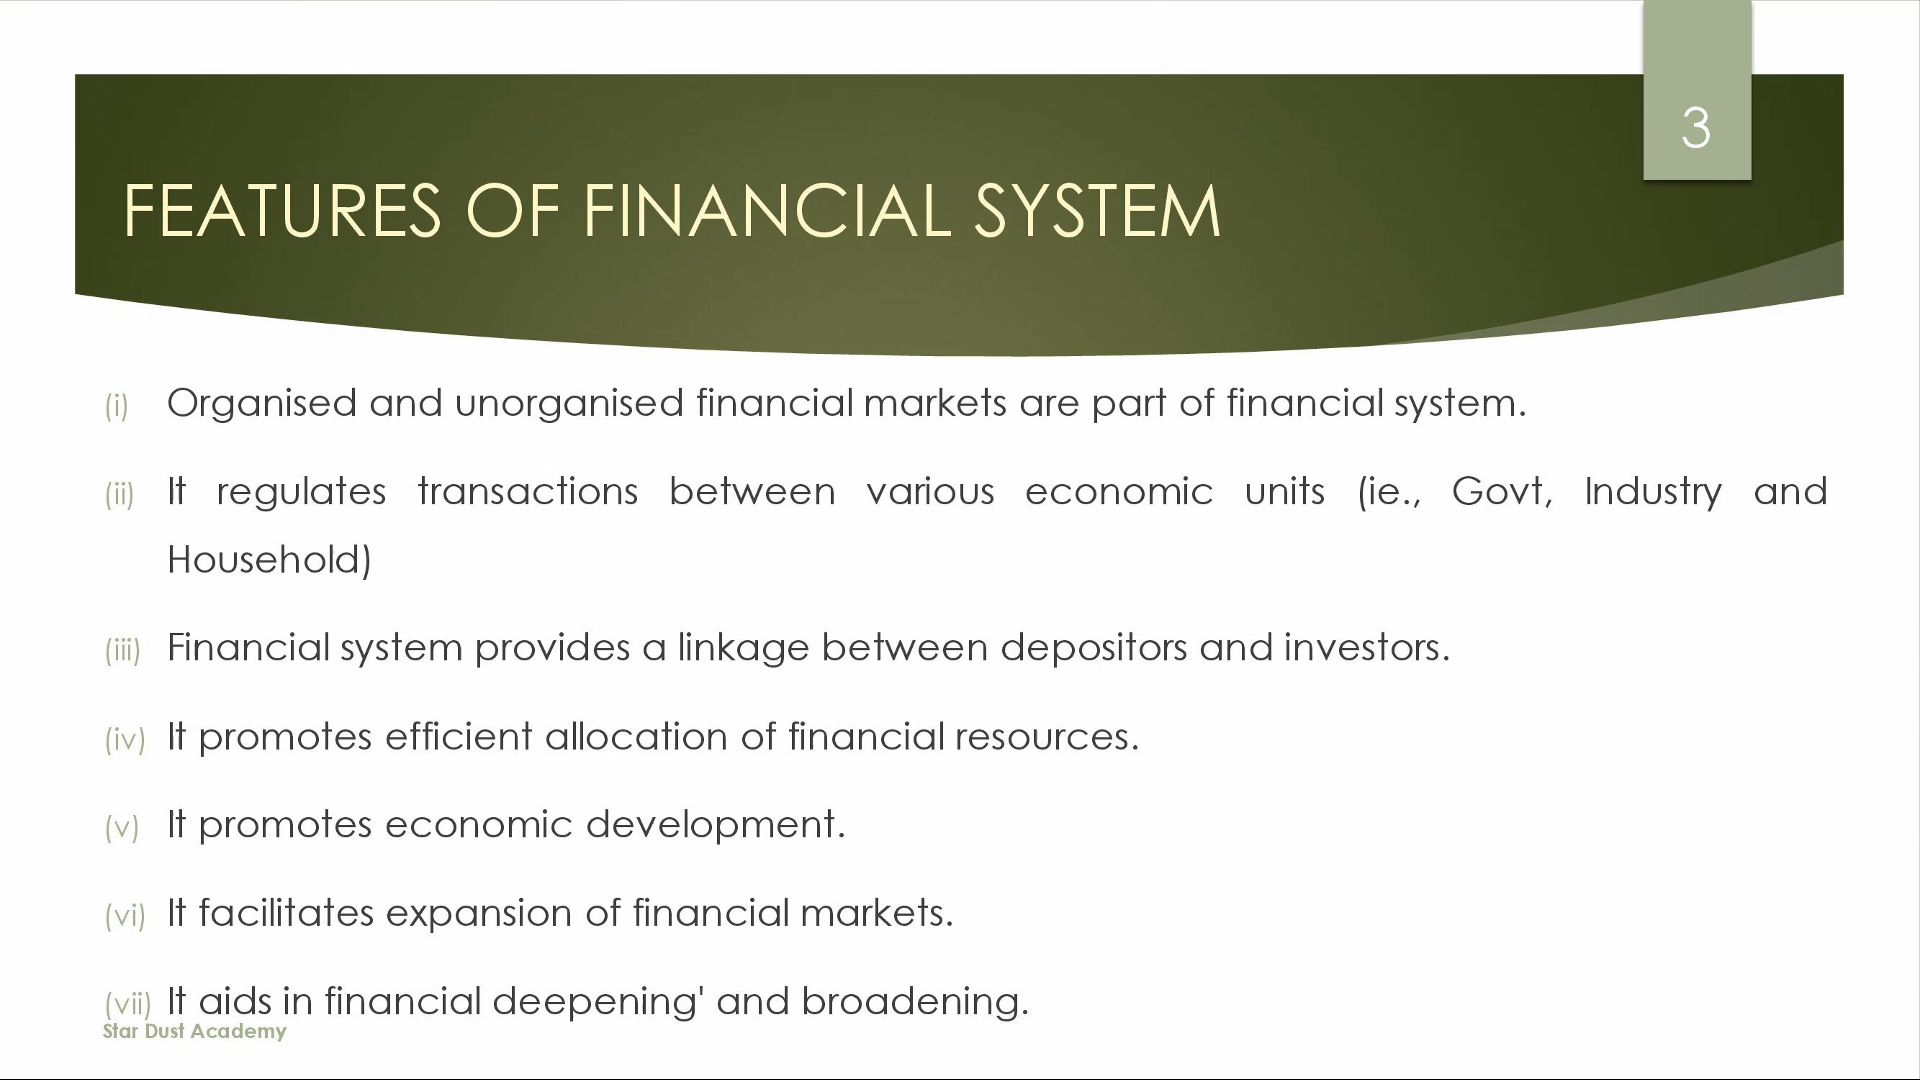 3
FEATURES OF FINANCIAL SYSTEM
(i) Organised and unorganised financial markets are part of financial system.
(ii) It regulates transactions between various economic units (ie., Govt, Industry and
Household)
(iii) Financial system provides a linkage between depositors and investors.
(iv) It promotes efficient allocation of financial resources.
(v) It promotes economic development.
(vi) It facilitates expansion of financial markets.
(vii) It aids in financial deepening' and broadening.
Star Dust Academy